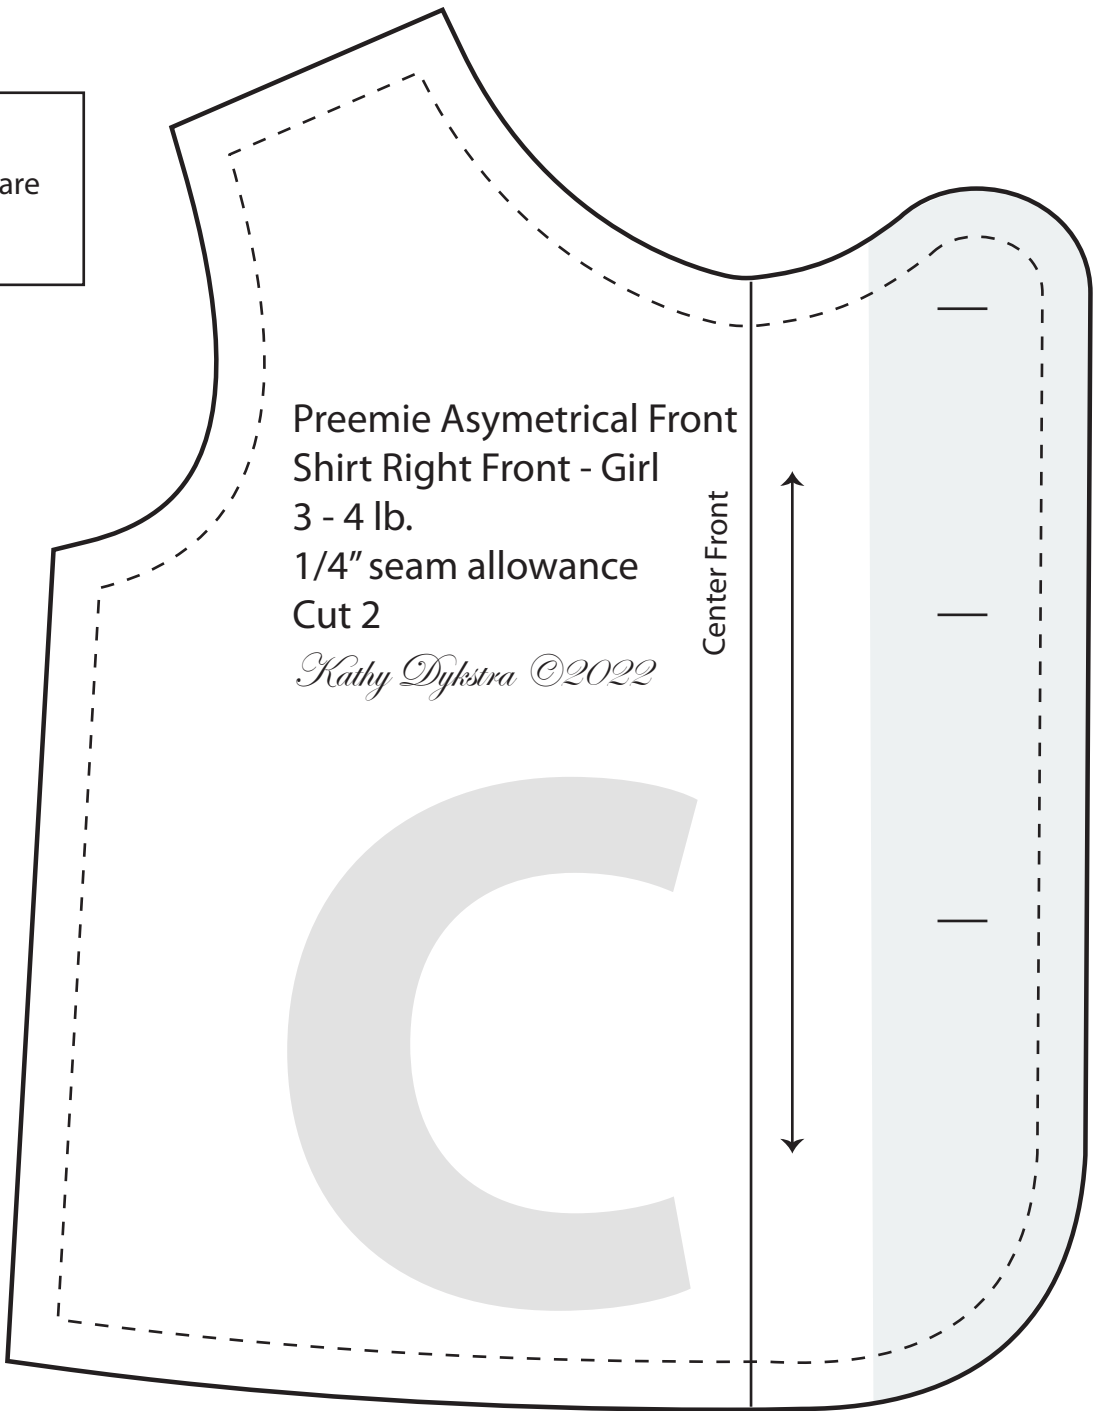 are
Preemie Asymetrical Front
Shirt Right Front - Girl
3 - 4 lb.
1/4” seam allowance
Cut 2
Kathy Dykstra ©2022
Center Front
C